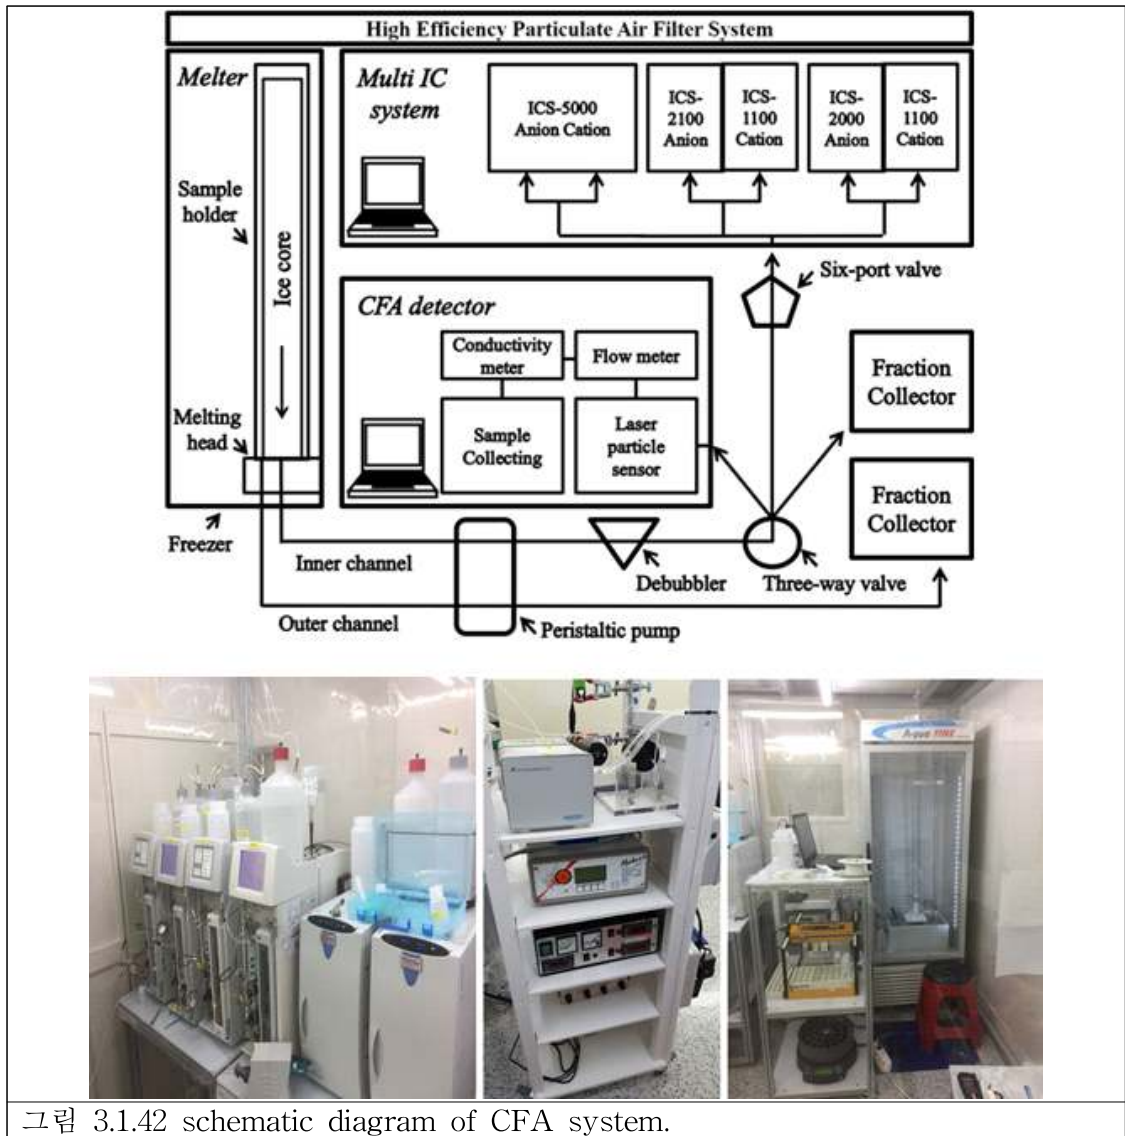 High Efficiency Particulate Air Filter System
Melter
Sample
holder
Ice core
Melting
head
Freezer
Multi IC
system
ICS-5000
Anion Cation
ICS-
2100
Anion
ICS-
1100
Cation
ICS-
2000
Anion
ICS-
1100
Cation
Six-port valve
CFA detector
Conductivity
meter
Flow meter
Sample
Collecting
Laser
particle
sensor
Fraction
Collector
Fraction
Collector
Inner channel
Debubbler
Three-way valve
Outer channel
Peristaltic pump
그림 3.1.42 schematic diagram of CFA system.